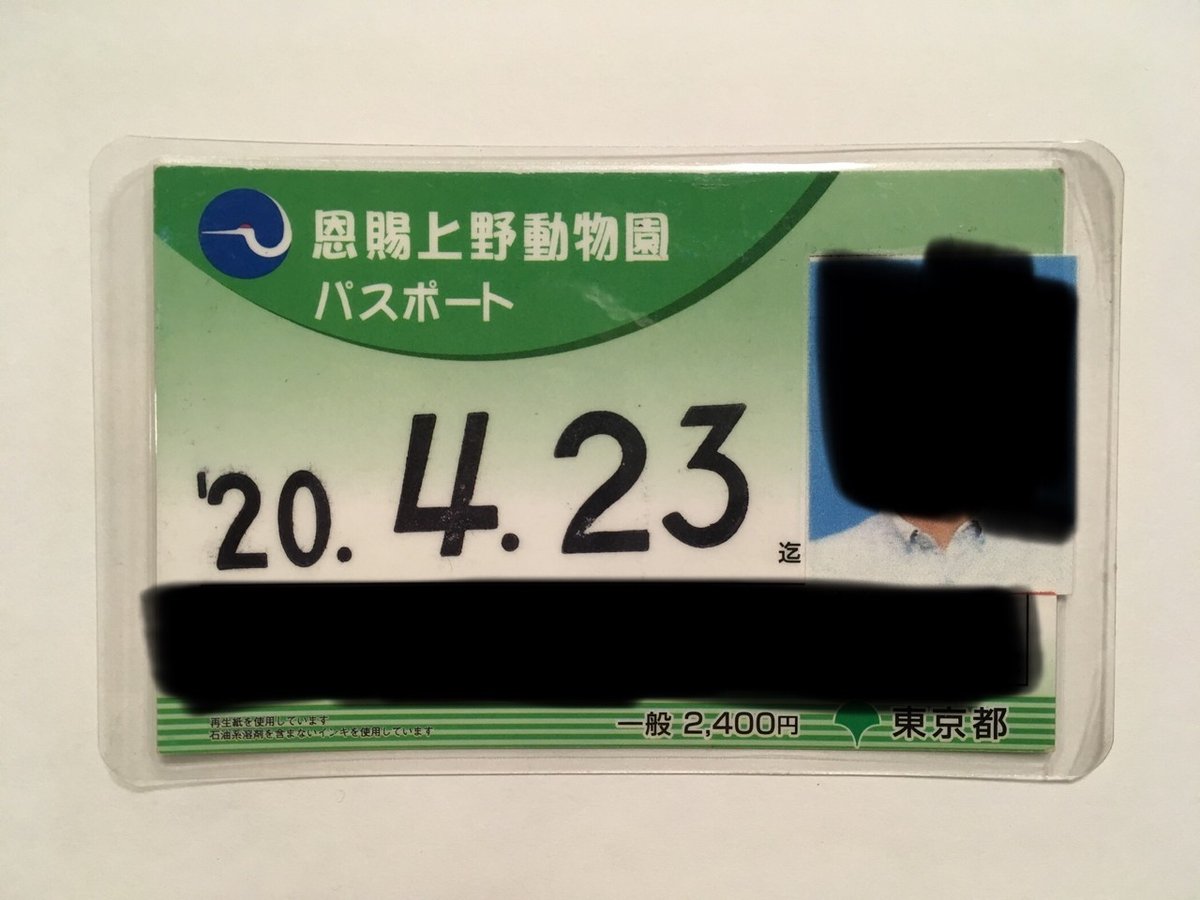 恩賜上野動物園
パスポート
'20. 4. 23
迄
再生紙を使用しています
石油系溶剤を含まないインキを使用しています
一般 2,400円
東京都